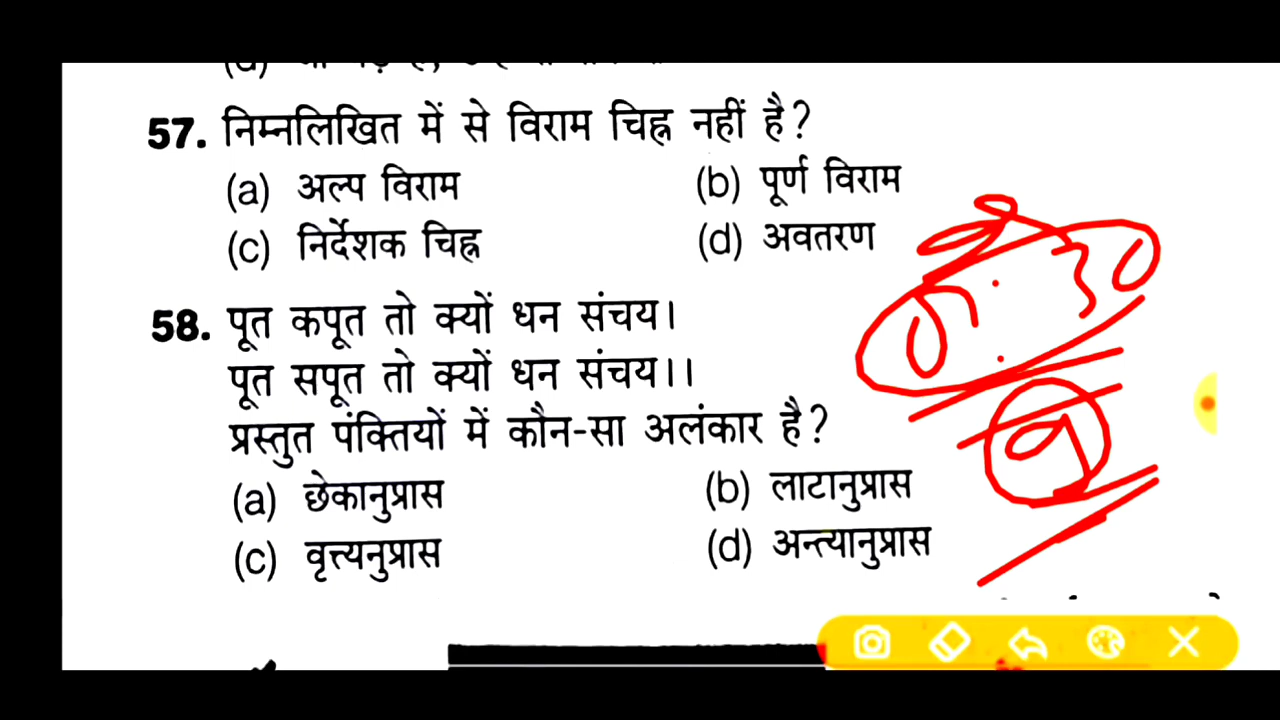 57. निम्नलिखित में से विराम चिह्न नहीं है?
(a) अल्प विराम (b) पूर्ण विराम
(c) निर्देशक चिह्न (d) अवतरण
58. पूत कपूत तो क्यों धन संचय।
पूत सपूत तो क्यों धन संचय।।
प्रस्तुत पंक्तियों में कौन-सा अलंकार है?
(a) छेकानुप्रास (b) लाटानुप्रास
(c) वृत्त्यनुप्रास (d) अन्त्यानुप्रास